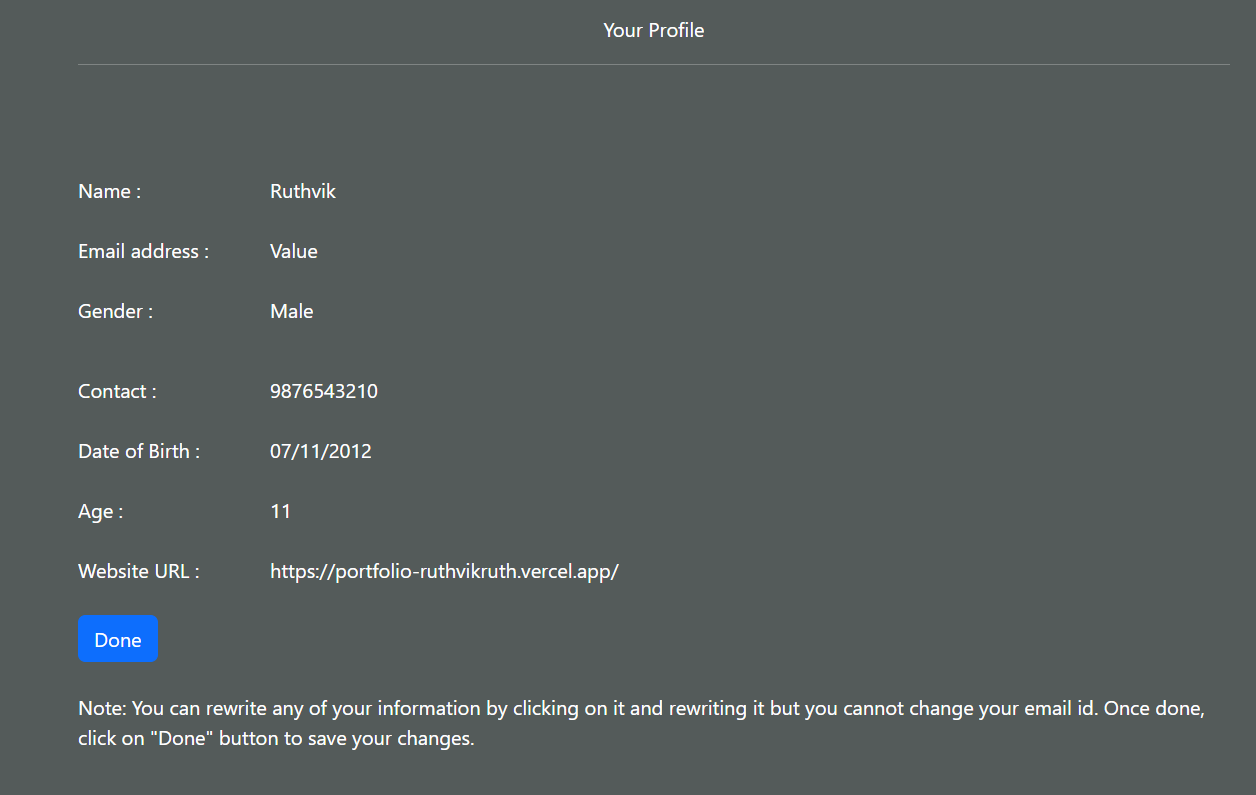 Your Profile
Name : Ruthvik
Email address : Value
Gender : Male
Contact : 9876543210
Date of Birth : 07/11/2012
Age : 11
Website URL : https://portfolio-ruthvikruth.vercel.app/
Done
Note: You can rewrite any of your information by clicking on it and rewriting it but you cannot change your email id. Once done,
click on "Done" button to save your changes.